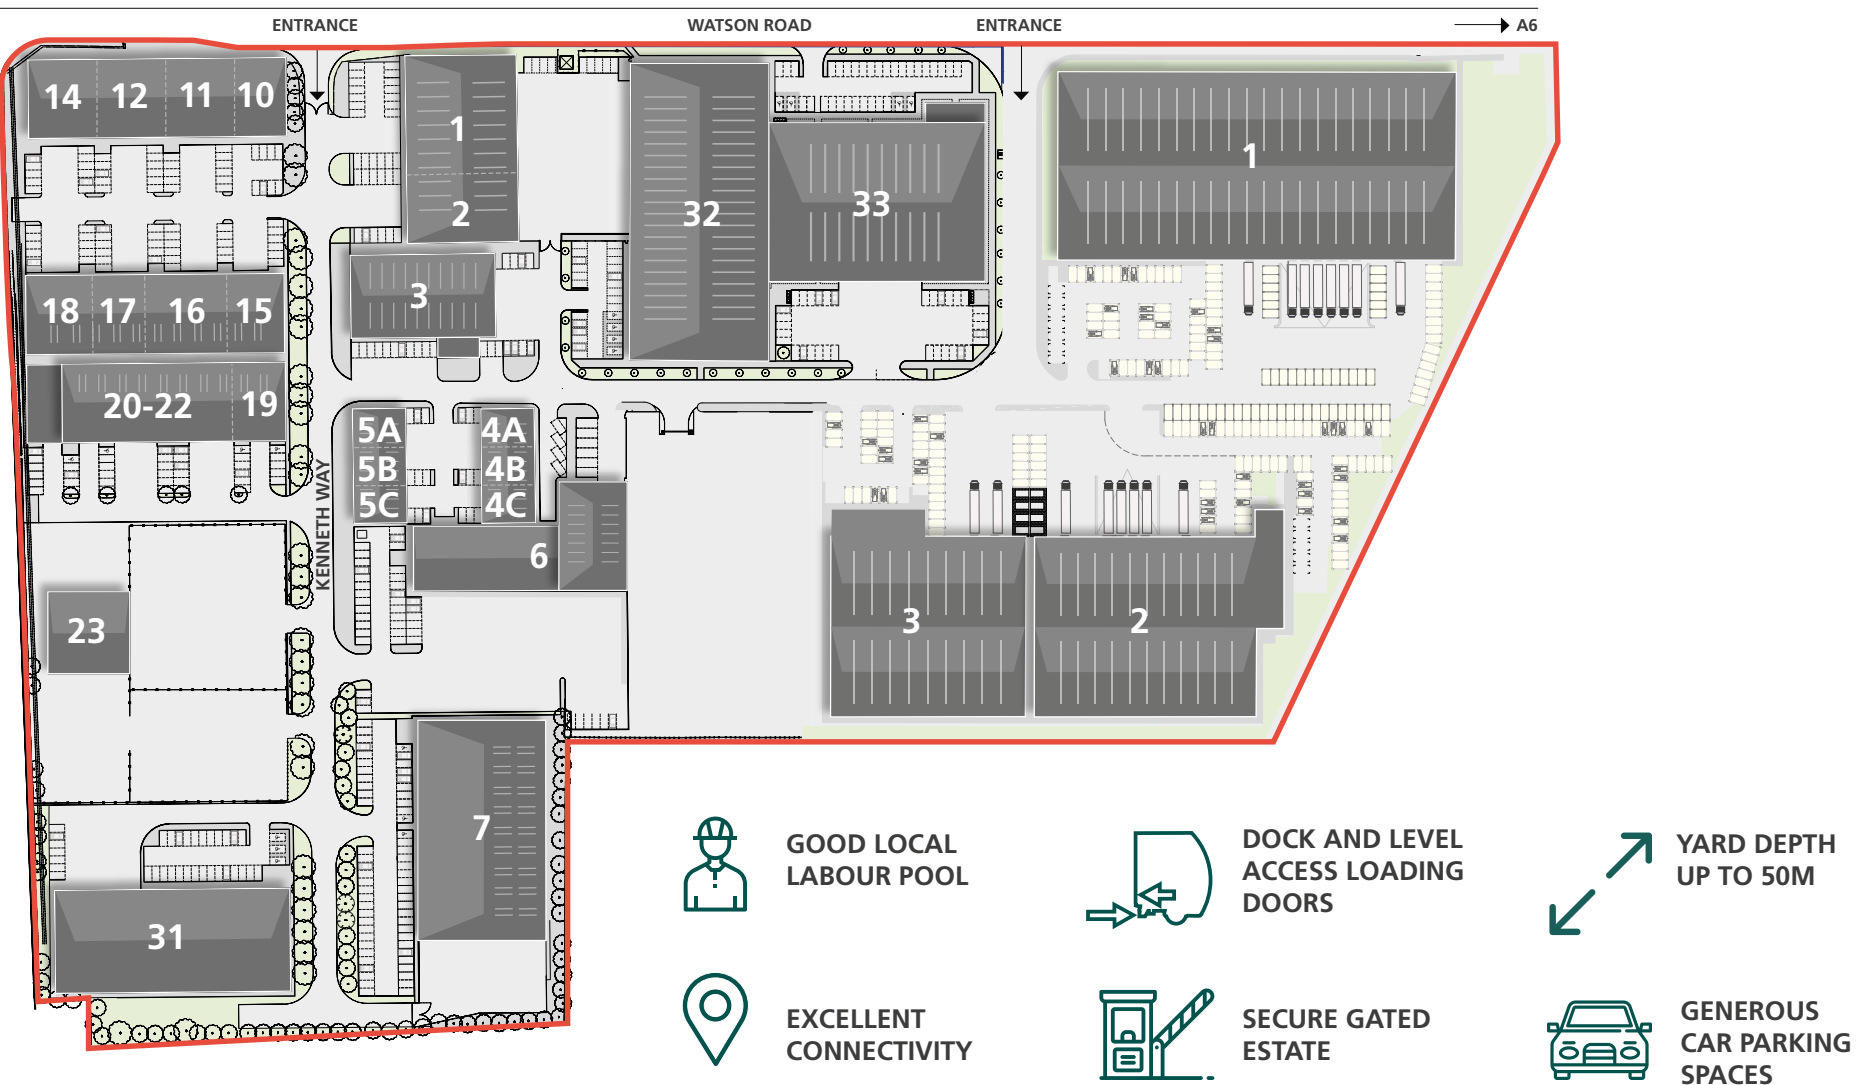 ENTRANCE
WATSON ROAD
ENTRANCE
A6
14
12
11
10
1
2
32
33
1
3
18
17
16
15
20-22
19
5A
5B
5C
4A
4B
4C
KENNETH WAY
6
23
3
2
7
31
GOOD LOCAL
LABOUR POOL
DOCK AND LEVEL
ACCESS LOADING
DOORS
YARD DEPTH
UP TO 50M
EXCELLENT
CONNECTIVITY
SECURE GATED
ESTATE
GENEROUS
CAR PARKING
SPACES